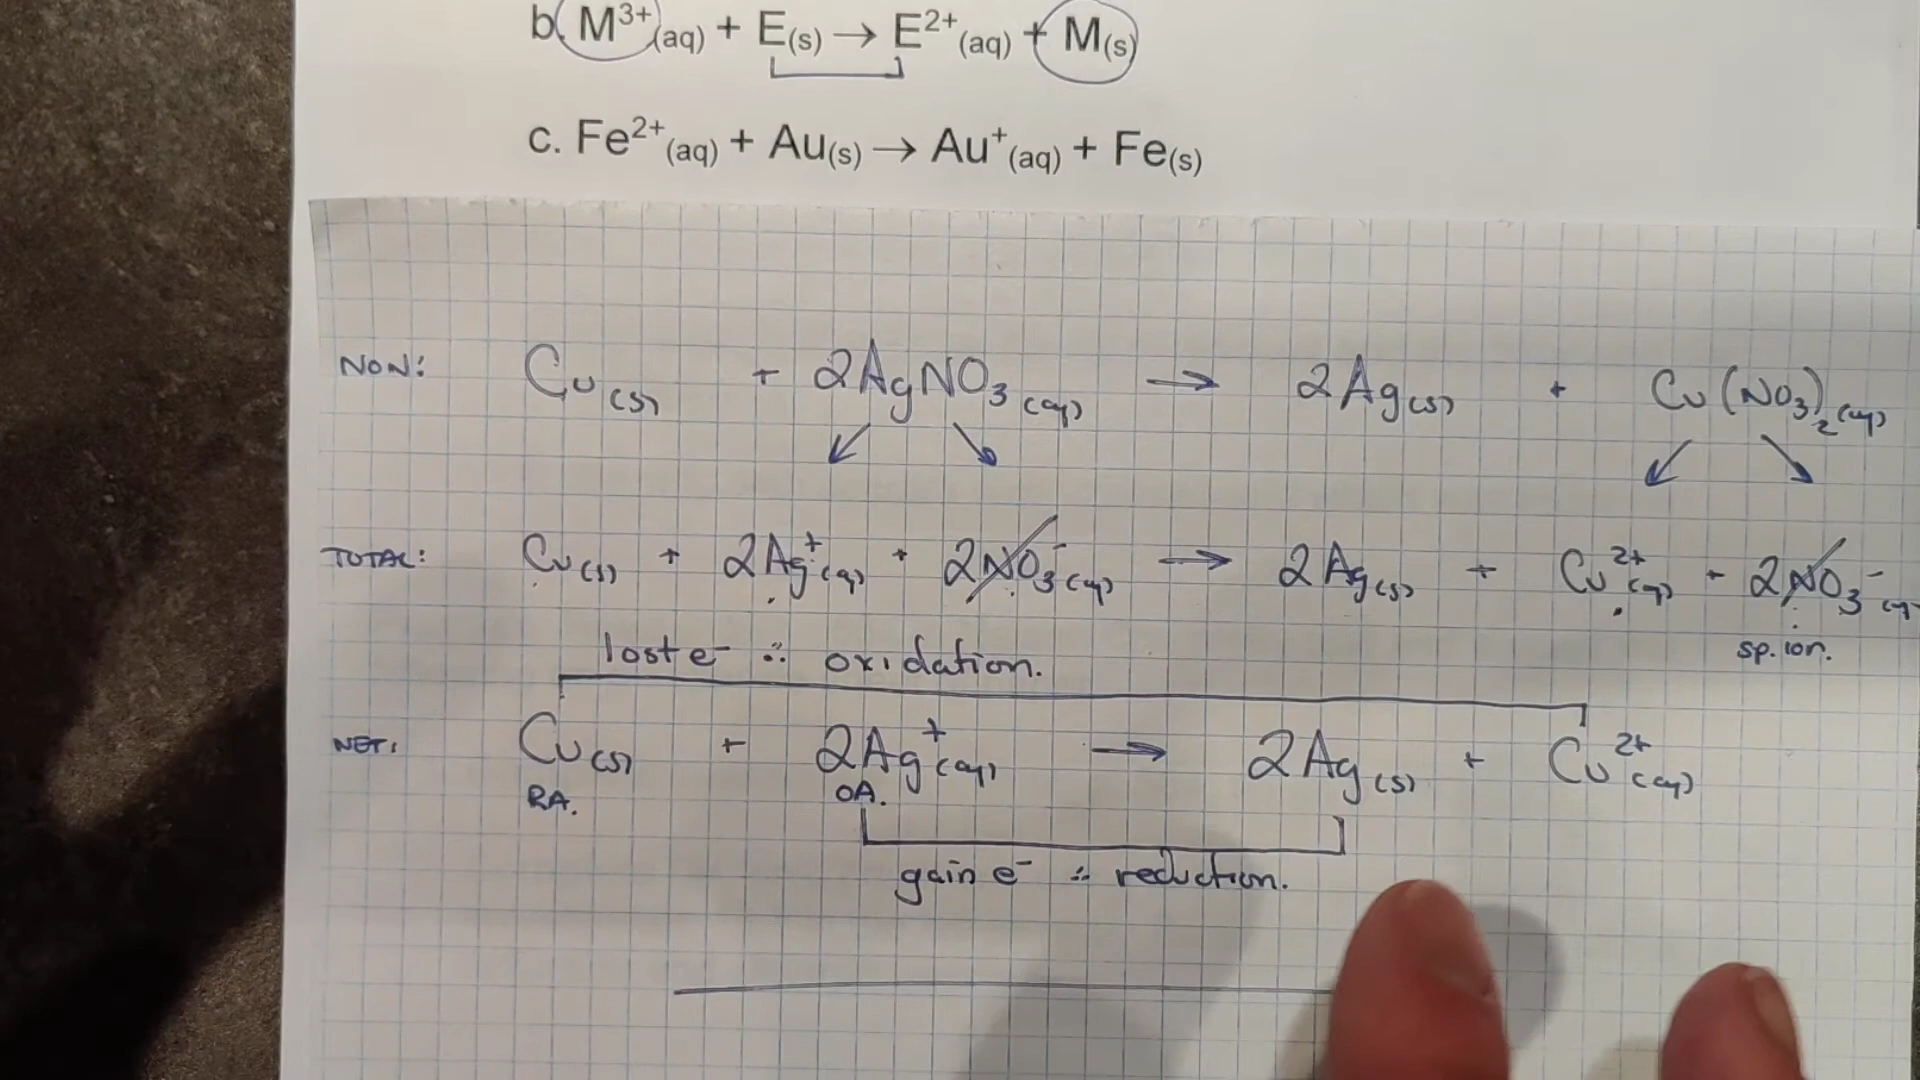 b. M³⁺(aq) + E(s) → E²⁺(aq) + M(s)
c. Fe²⁺(aq) + Au(s) → Au⁺(aq) + Fe(s)
NON: Cu(s) + 2AgNO₃(aq) → 2Ag(s) + Cu(NO₃)₂(aq)
TOTAL: Cu(s) + 2Ag⁺(aq) + 2NO₃⁻(aq) → 2Ag(s) + Cu²⁺(aq) + 2NO₃⁻(aq)
sp. ion.
lost e⁻ ∴ oxidation.
NET: Cu(s) + 2Ag⁺(aq) → 2Ag(s) + Cu²⁺(aq)
RA. OA.
gain e⁻ ∴ reduction.